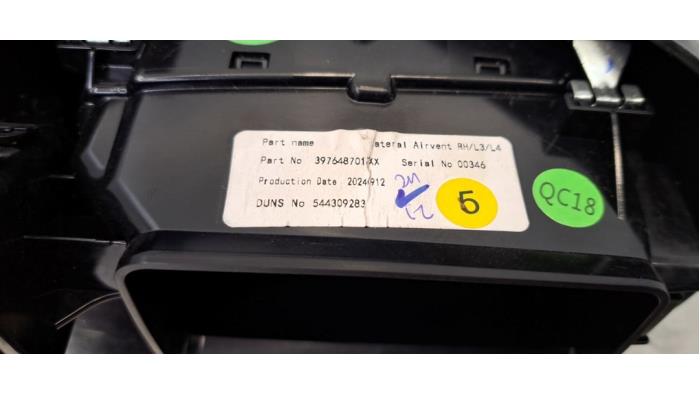 Part name ateral Airvent RH/L3/L4
Part No 397648701XX Serial No 00346
Production Date 20240912
DUNS No 544309283
5
QC18